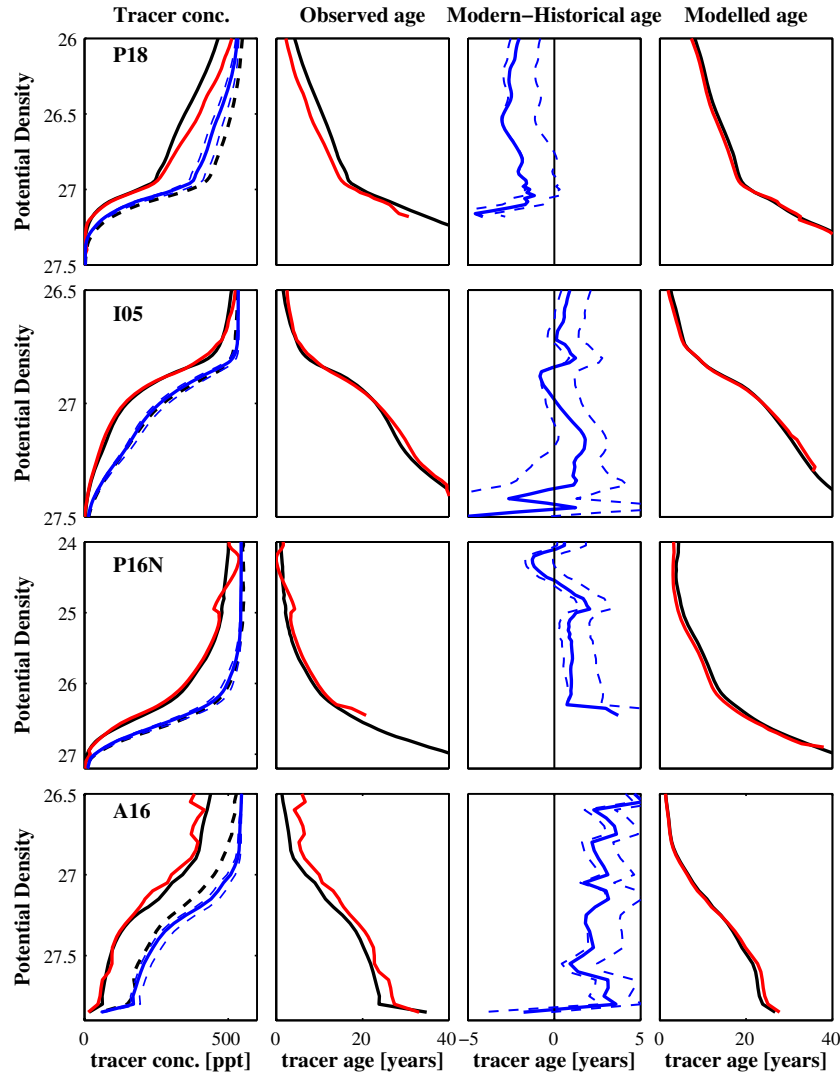 Tracer conc. Observed age Modern−Historical age Modelled age
26
P18
26.5
27
27.5
Potential Density
26.5
I05
27
27.5
Potential Density
24
P16N
25
26
27
Potential Density
26.5
A16
27
27.5
Potential Density
0 500 0 20 40 −5 0 5 0 20 40
tracer conc. [ppt] tracer age [years] tracer age [years] tracer age [years]